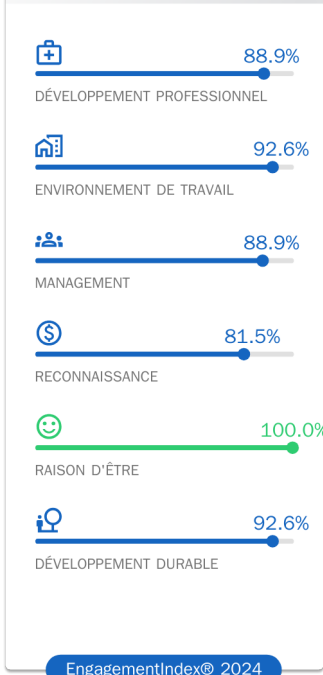 88.9%
DÉVELOPPEMENT PROFESSIONNEL
92.6%
ENVIRONNEMENT DE TRAVAIL
88.9%
MANAGEMENT
81.5%
RECONNAISSANCE
100.0%
RAISON D'ÊTRE
92.6%
DÉVELOPPEMENT DURABLE
EngagementIndex® 2024